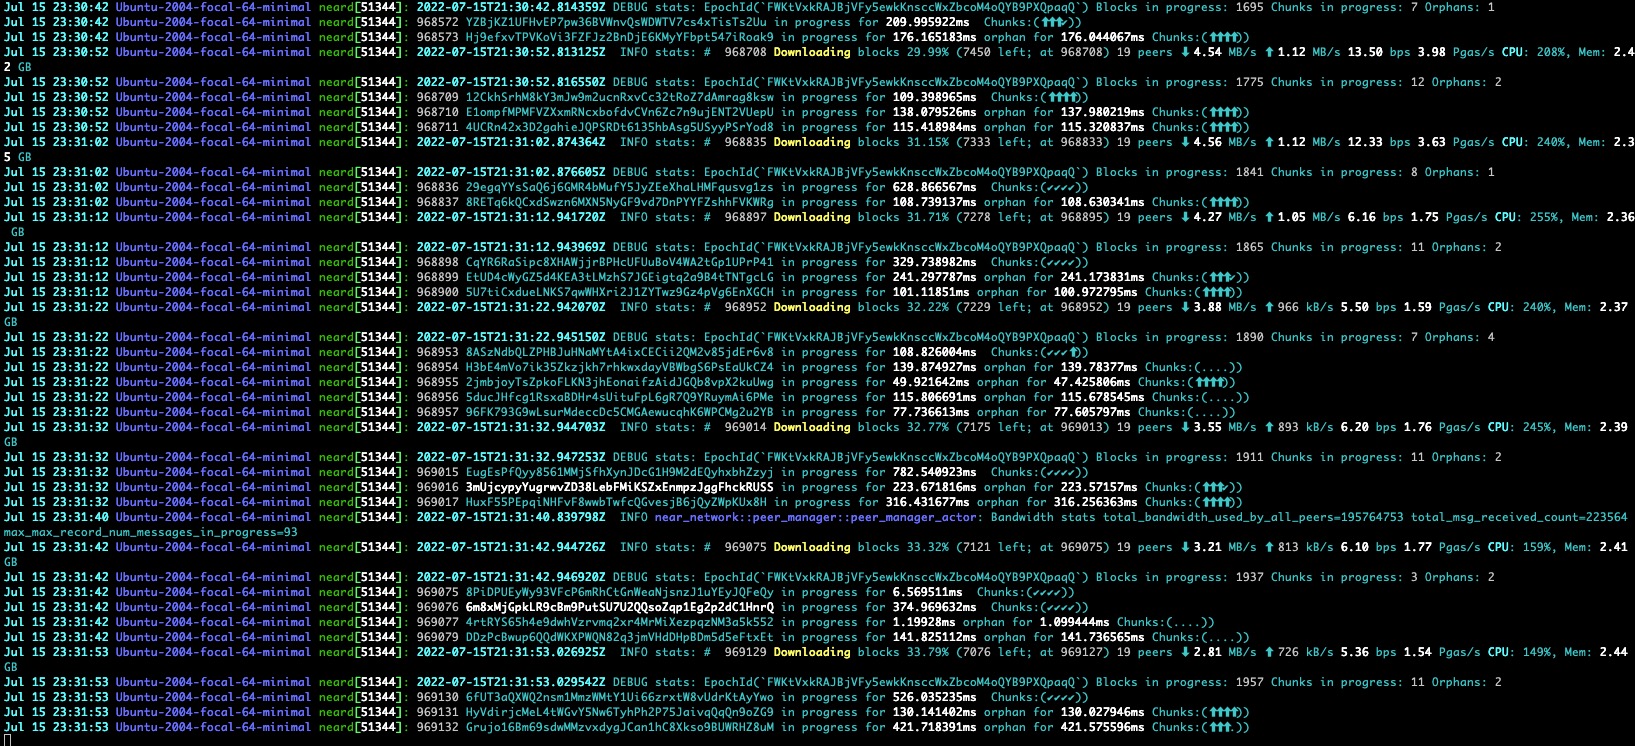 Jul 15 23:30:42 Ubuntu-2004-focal-64-minimal neard[51344]: 2022-07-15T21:30:42.814359Z DEBUG stats: EpochId(`FWKtVxkRAJBjVFy5ewkKnsccWxZbcoM4oQYB9PXQpaqQ`) Blocks in progress: 1695 Chunks in progress: 7 Orphans: 1
Jul 15 23:30:42 Ubuntu-2004-focal-64-minimal neard[51344]: 968572 YZBjKZ1UFHvEP7pw36BVWnvQsWDWTV7cs4xTisTs2Uu in progress for 209.995922ms  Chunks:(⬆⬆⬆✔))
Jul 15 23:30:42 Ubuntu-2004-focal-64-minimal neard[51344]: 968573 Hj9efxvTPVKoVi3FZFJz2BnDjE6KMyYFbpt547iRoak9 in progress for 176.165183ms orphan for 176.044067ms Chunks:(⬆⬆⬆⬆))
Jul 15 23:30:52 Ubuntu-2004-focal-64-minimal neard[51344]: 2022-07-15T21:30:52.813125Z  INFO stats: #  968708 Downloading blocks 29.99% (7450 left; at 968708) 19 peers ⬇ 4.54 MB/s ⬆ 1.12 MB/s 13.50 bps 3.98 Pgas/s CPU: 208%, Mem: 2.4
2 GB
Jul 15 23:30:52 Ubuntu-2004-focal-64-minimal neard[51344]: 2022-07-15T21:30:52.816550Z DEBUG stats: EpochId(`FWKtVxkRAJBjVFy5ewkKnsccWxZbcoM4oQYB9PXQpaqQ`) Blocks in progress: 1775 Chunks in progress: 12 Orphans: 2
Jul 15 23:30:52 Ubuntu-2004-focal-64-minimal neard[51344]: 968709 12CkhSrhM8kY3mJw9m2ucnRxvCc32tRoZ7dAmrag8ksw in progress for 109.398965ms  Chunks:(⬆⬆⬆⬆))
Jul 15 23:30:52 Ubuntu-2004-focal-64-minimal neard[51344]: 968710 E1ompfMPMFVZXxmRNcxbofdvCVn6Zc7n9ujENT2VUepU in progress for 138.079526ms orphan for 137.980219ms Chunks:(⬆⬆⬆⬆))
Jul 15 23:30:52 Ubuntu-2004-focal-64-minimal neard[51344]: 968711 4UCRn42x3D2gahieJQPSRDt6135hbAsg5USyyPSrYod8 in progress for 115.418984ms orphan for 115.320837ms Chunks:(⬆⬆⬆⬆))
Jul 15 23:31:02 Ubuntu-2004-focal-64-minimal neard[51344]: 2022-07-15T21:31:02.874364Z  INFO stats: #  968835 Downloading blocks 31.15% (7333 left; at 968833) 19 peers ⬇ 4.56 MB/s ⬆ 1.12 MB/s 12.33 bps 3.63 Pgas/s CPU: 240%, Mem: 2.3
5 GB
Jul 15 23:31:02 Ubuntu-2004-focal-64-minimal neard[51344]: 2022-07-15T21:31:02.876605Z DEBUG stats: EpochId(`FWKtVxkRAJBjVFy5ewkKnsccWxZbcoM4oQYB9PXQpaqQ`) Blocks in progress: 1841 Chunks in progress: 8 Orphans: 1
Jul 15 23:31:02 Ubuntu-2004-focal-64-minimal neard[51344]: 968836 29egqYYsSaQ6j6GMR4bMufY5JyZEeXhaLHMFqusvg1zs in progress for 628.866567ms  Chunks:(✔✔✔✔))
Jul 15 23:31:02 Ubuntu-2004-focal-64-minimal neard[51344]: 968837 8RETq6kQCxdSwzn6MXN5NyGF9vd7DnPYYFZshhFVKWRg in progress for 108.739137ms orphan for 108.630341ms Chunks:(⬆⬆⬆⬆))
Jul 15 23:31:12 Ubuntu-2004-focal-64-minimal neard[51344]: 2022-07-15T21:31:12.941720Z  INFO stats: #  968897 Downloading blocks 31.71% (7278 left; at 968895) 19 peers ⬇ 4.27 MB/s ⬆ 1.05 MB/s 6.16 bps 1.75 Pgas/s CPU: 255%, Mem: 2.36
GB
Jul 15 23:31:12 Ubuntu-2004-focal-64-minimal neard[51344]: 2022-07-15T21:31:12.943969Z DEBUG stats: EpochId(`FWKtVxkRAJBjVFy5ewkKnsccWxZbcoM4oQYB9PXQpaqQ`) Blocks in progress: 1865 Chunks in progress: 11 Orphans: 2
Jul 15 23:31:12 Ubuntu-2004-focal-64-minimal neard[51344]: 968898 CqYR6RaSipc8XHAWjjrBPHcUFUuBoV4WA2tGp1UPrP41 in progress for 329.738982ms  Chunks:(✔✔✔✔))
Jul 15 23:31:12 Ubuntu-2004-focal-64-minimal neard[51344]: 968899 EtUD4cWyGZ5d4KEA3tLMzhS7JGEigtq2a9B4tTNTgcLG in progress for 241.297787ms orphan for 241.173831ms Chunks:(⬆⬆⬆✔))
Jul 15 23:31:12 Ubuntu-2004-focal-64-minimal neard[51344]: 968900 5U7tiCxdueLNKS7qwWHXri2J1ZYTwz9Gz4pVg6EnXGCH in progress for 101.11851ms orphan for 100.972795ms Chunks:(⬆⬆⬆⬆))
Jul 15 23:31:22 Ubuntu-2004-focal-64-minimal neard[51344]: 2022-07-15T21:31:22.942070Z  INFO stats: #  968952 Downloading blocks 32.22% (7229 left; at 968952) 19 peers ⬇ 3.88 MB/s ⬆ 966 kB/s 5.50 bps 1.59 Pgas/s CPU: 240%, Mem: 2.37
GB
Jul 15 23:31:22 Ubuntu-2004-focal-64-minimal neard[51344]: 2022-07-15T21:31:22.945150Z DEBUG stats: EpochId(`FWKtVxkRAJBjVFy5ewkKnsccWxZbcoM4oQYB9PXQpaqQ`) Blocks in progress: 1890 Chunks in progress: 7 Orphans: 4
Jul 15 23:31:22 Ubuntu-2004-focal-64-minimal neard[51344]: 968953 8ASzNdbQLZPHBJuHNaMYtA4ixCECii2QM2v85jdEr6v8 in progress for 108.826004ms  Chunks:(✔✔✔⬆))
Jul 15 23:31:22 Ubuntu-2004-focal-64-minimal neard[51344]: 968954 H3bE4mVo7ik35Zkzjkh7rhkwxdayVBWbgS6PsEaUkCZ4 in progress for 139.874927ms orphan for 139.78377ms Chunks:(....))
Jul 15 23:31:22 Ubuntu-2004-focal-64-minimal neard[51344]: 968955 2jmbjoyTsZpkoFLKN3jhEonaifzAidJGQb8vpX2kuUwg in progress for 49.921642ms orphan for 47.425806ms Chunks:(⬆⬆⬆⬆))
Jul 15 23:31:22 Ubuntu-2004-focal-64-minimal neard[51344]: 968956 5ducJHfcg1RsxaBDHr4sUituFpL6gR7Q9YRuymAi6PMe in progress for 115.806691ms orphan for 115.678545ms Chunks:(....))
Jul 15 23:31:22 Ubuntu-2004-focal-64-minimal neard[51344]: 968957 96FK793G9wLsurMdeccDc5CMGAewucqhK6WPCMg2u2YB in progress for 77.736613ms orphan for 77.605797ms Chunks:(....))
Jul 15 23:31:32 Ubuntu-2004-focal-64-minimal neard[51344]: 2022-07-15T21:31:32.944703Z  INFO stats: #  969014 Downloading blocks 32.77% (7175 left; at 969013) 19 peers ⬇ 3.55 MB/s ⬆ 893 kB/s 6.20 bps 1.76 Pgas/s CPU: 245%, Mem: 2.39
GB
Jul 15 23:31:32 Ubuntu-2004-focal-64-minimal neard[51344]: 2022-07-15T21:31:32.947253Z DEBUG stats: EpochId(`FWKtVxkRAJBjVFy5ewkKnsccWxZbcoM4oQYB9PXQpaqQ`) Blocks in progress: 1911 Chunks in progress: 11 Orphans: 2
Jul 15 23:31:32 Ubuntu-2004-focal-64-minimal neard[51344]: 969015 EugEsPfQyy8561MMjSfhXynJDcG1H9M2dEQyhxbhZzyj in progress for 782.540923ms  Chunks:(✔✔✔✔))
Jul 15 23:31:32 Ubuntu-2004-focal-64-minimal neard[51344]: 969016 3mUjcypyYugrwvZD38LebFMiKSZxEnmpzJggFhckRUSS in progress for 223.671816ms orphan for 223.57157ms Chunks:(⬆⬆⬆✔))
Jul 15 23:31:32 Ubuntu-2004-focal-64-minimal neard[51344]: 969017 HuxF55PEpqiNHFvF8wwbTwfcQGvesjB6jQyZWpKUx8H in progress for 316.431677ms orphan for 316.256363ms Chunks:(⬆⬆⬆⬆))
Jul 15 23:31:40 Ubuntu-2004-focal-64-minimal neard[51344]: 2022-07-15T21:31:40.839798Z  INFO near_network::peer_manager::peer_manager_actor: Bandwidth stats total_bandwidth_used_by_all_peers=195764753 total_msg_received_count=223564
max_max_record_num_messages_in_progress=93
Jul 15 23:31:42 Ubuntu-2004-focal-64-minimal neard[51344]: 2022-07-15T21:31:42.944726Z  INFO stats: #  969075 Downloading blocks 33.32% (7121 left; at 969075) 19 peers ⬇ 3.21 MB/s ⬆ 813 kB/s 6.10 bps 1.77 Pgas/s CPU: 159%, Mem: 2.41
GB
Jul 15 23:31:42 Ubuntu-2004-focal-64-minimal neard[51344]: 2022-07-15T21:31:42.946920Z DEBUG stats: EpochId(`FWKtVxkRAJBjVFy5ewkKnsccWxZbcoM4oQYB9PXQpaqQ`) Blocks in progress: 1937 Chunks in progress: 3 Orphans: 2
Jul 15 23:31:42 Ubuntu-2004-focal-64-minimal neard[51344]: 969075 8PiDPUEyWy93VFcP6mRhCtGnWeaNjsnzJ1uYEyJQFeQy in progress for 6.569511ms  Chunks:(✔✔✔✔))
Jul 15 23:31:42 Ubuntu-2004-focal-64-minimal neard[51344]: 969076 6m8xMjGpkLR9cBm9PutSU7U2QQsoZqp1Eg2p2dC1HnrQ in progress for 374.969632ms  Chunks:(✔✔✔✔))
Jul 15 23:31:42 Ubuntu-2004-focal-64-minimal neard[51344]: 969077 4rtRYS65h4e9dwhVzrvmq2xr4MrMiXezpqzNM3a5k552 in progress for 1.19928ms orphan for 1.099444ms Chunks:(....))
Jul 15 23:31:42 Ubuntu-2004-focal-64-minimal neard[51344]: 969079 DDzPcBwup6QQdWKXPWQN82q3jmVHdDHpBDm5d5eFtxEt in progress for 141.825112ms orphan for 141.736565ms Chunks:(....))
Jul 15 23:31:53 Ubuntu-2004-focal-64-minimal neard[51344]: 2022-07-15T21:31:53.026925Z  INFO stats: #  969129 Downloading blocks 33.79% (7076 left; at 969127) 19 peers ⬇ 2.81 MB/s ⬆ 726 kB/s 5.36 bps 1.54 Pgas/s CPU: 149%, Mem: 2.44
GB
Jul 15 23:31:53 Ubuntu-2004-focal-64-minimal neard[51344]: 2022-07-15T21:31:53.029542Z DEBUG stats: EpochId(`FWKtVxkRAJBjVFy5ewkKnsccWxZbcoM4oQYB9PXQpaqQ`) Blocks in progress: 1957 Chunks in progress: 11 Orphans: 2
Jul 15 23:31:53 Ubuntu-2004-focal-64-minimal neard[51344]: 969130 6fUT3aQXWQ2nsm1MmzWMtY1Ui66zrxtW8vUdrKtAyYwo in progress for 526.035235ms  Chunks:(✔✔✔✔))
Jul 15 23:31:53 Ubuntu-2004-focal-64-minimal neard[51344]: 969131 HyVdirjcMeL4tWGvY5Nw6TyhPh2P75JaivqQqQn9oZG9 in progress for 130.141402ms orphan for 130.027946ms Chunks:(⬆⬆⬆⬆))
Jul 15 23:31:53 Ubuntu-2004-focal-64-minimal neard[51344]: 969132 Grujo16Bm69sdwMMzvxdygJCan1hC8Xkso9BUWRHZ8uM in progress for 421.718391ms orphan for 421.575596ms Chunks:(⬆⬆⬆.))